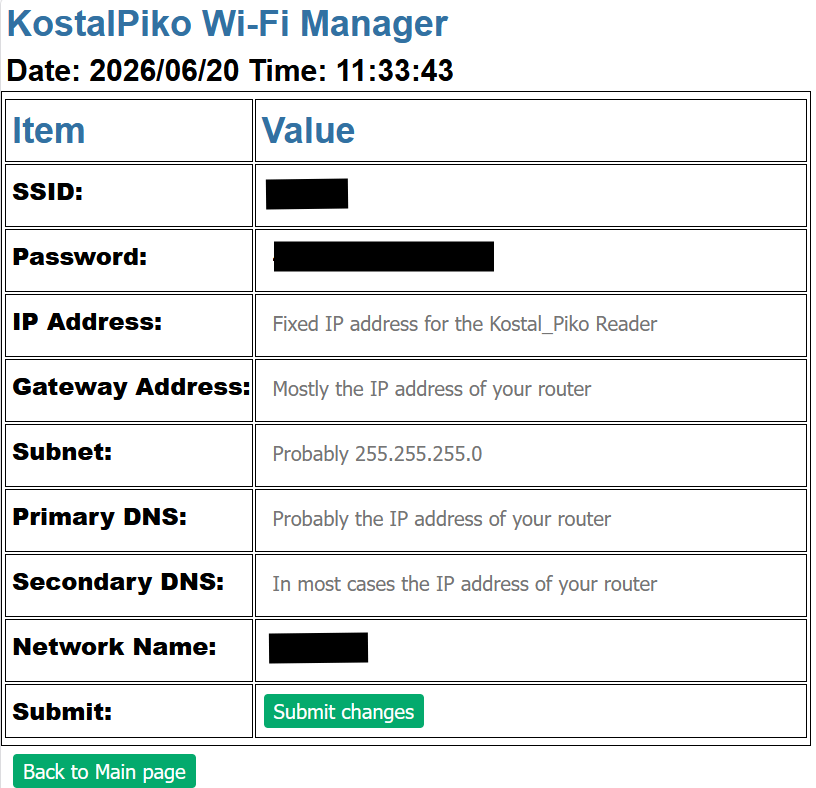 KostalPiko Wi-Fi Manager
Date: 2026/06/20 Time: 11:33:43
Item Value
SSID:
Password:
IP Address: Fixed IP address for the Kostal_Piko Reader
Gateway Address: Mostly the IP address of your router
Subnet: Probably 255.255.255.0
Primary DNS: Probably the IP address of your router
Secondary DNS: In most cases the IP address of your router
Network Name:
Submit: Submit changes
Back to Main page